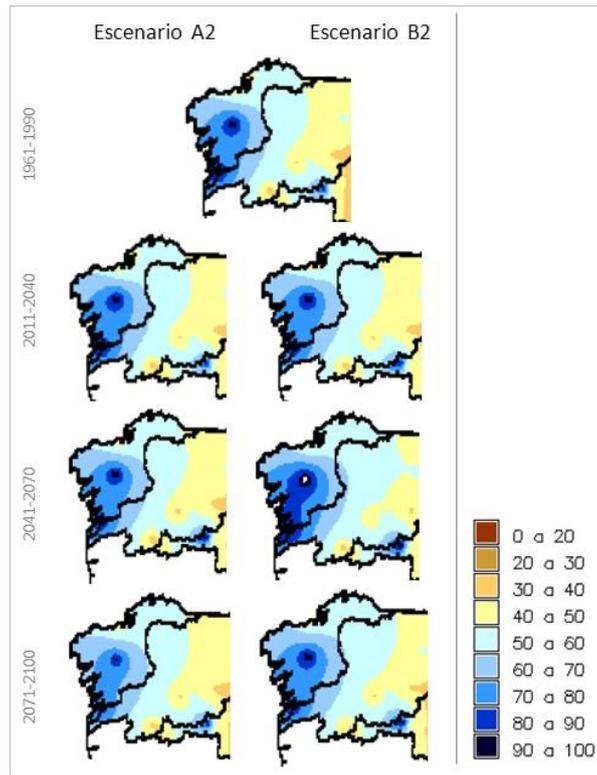 Escenario A2
Escenario B2
1961-1990
2011-2040
2041-2070
2071-2100
0 a 20
20 a 30
30 a 40
40 a 50
50 a 60
60 a 70
70 a 80
80 a 90
90 a 100